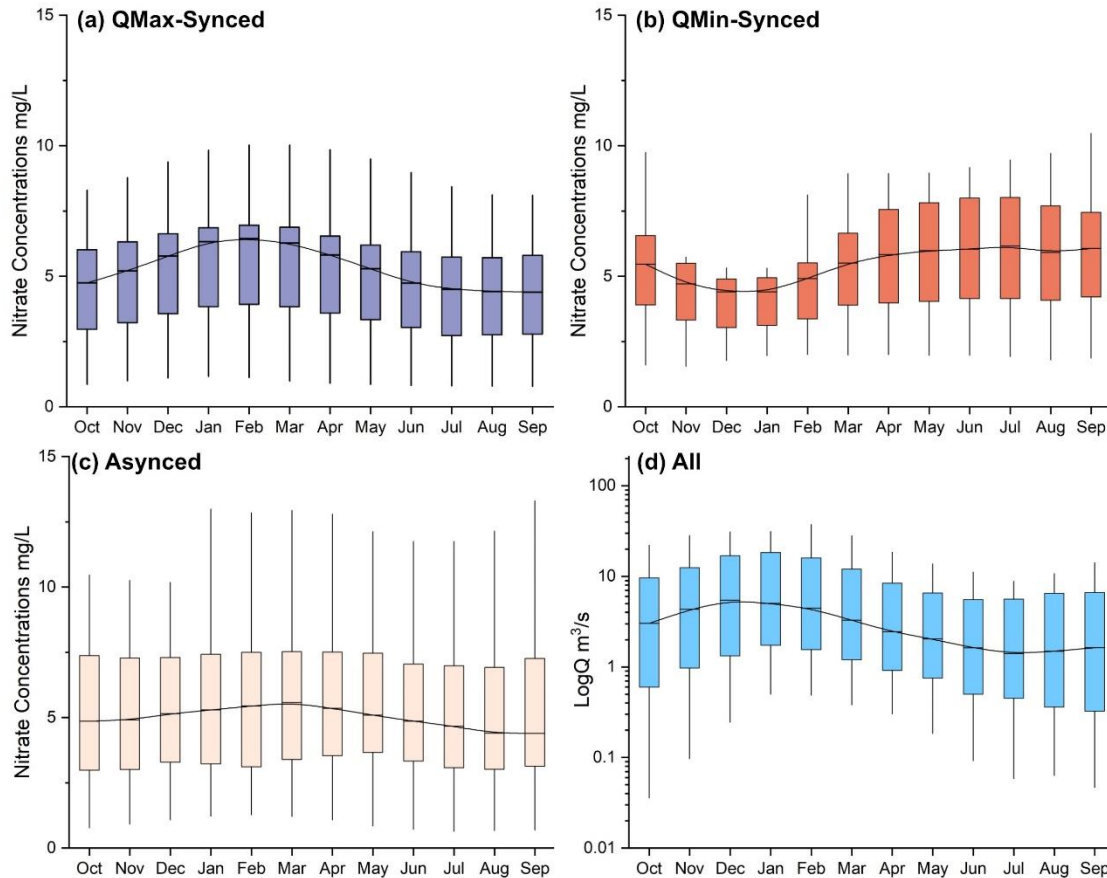 (a) QMax-Synced
Nitrate Concentrations mg/L
15
10
5
0
Oct Nov Dec Jan Feb Mar Apr May Jun Jul Aug Sep
(b) QMin-Synced
Nitrate Concentrations mg/L
15
10
5
0
Oct Nov Dec Jan Feb Mar Apr May Jun Jul Aug Sep
(c) Asynced
Nitrate Concentrations mg/L
15
10
5
0
Oct Nov Dec Jan Feb Mar Apr May Jun Jul Aug Sep
(d) All
LogQ m³/s
100
10
1
0.1
0.01
Oct Nov Dec Jan Feb Mar Apr May Jun Jul Aug Sep